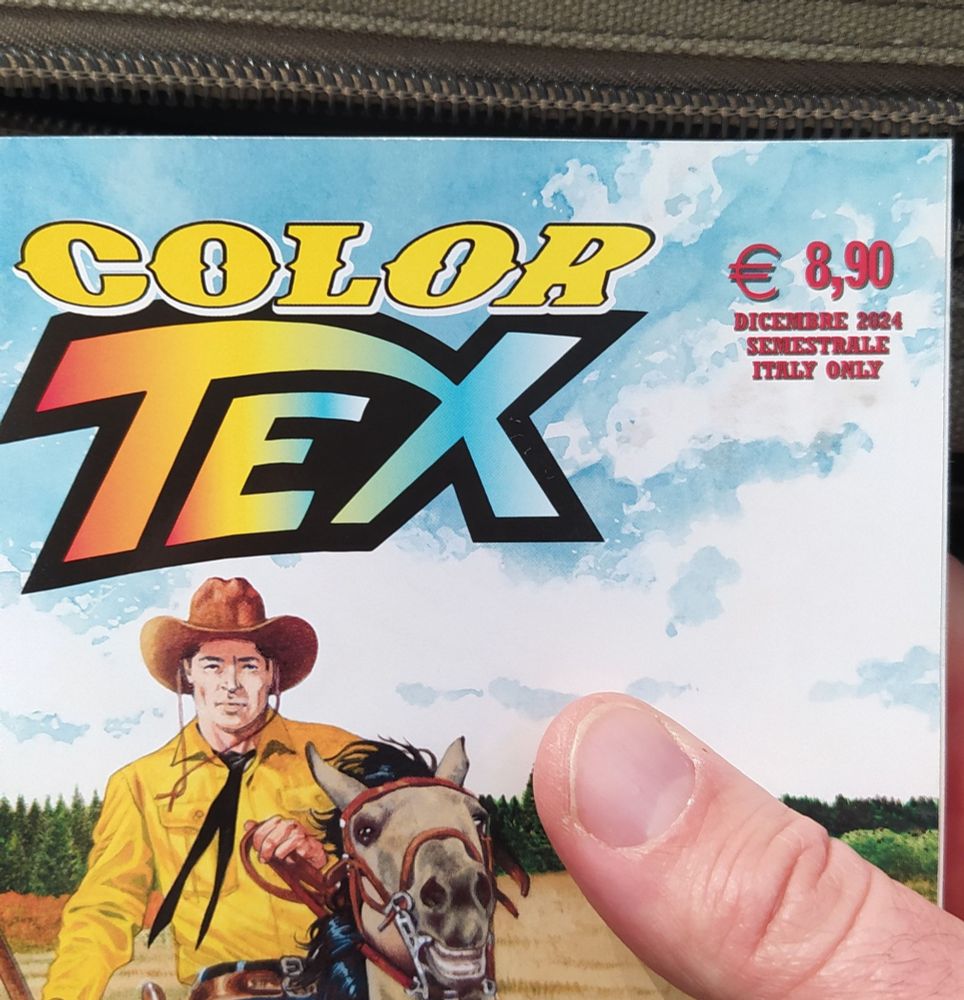 COLOR
TEX
€ 8,90
DICEMBRE 2024
SEMESTRALE
ITALY ONLY